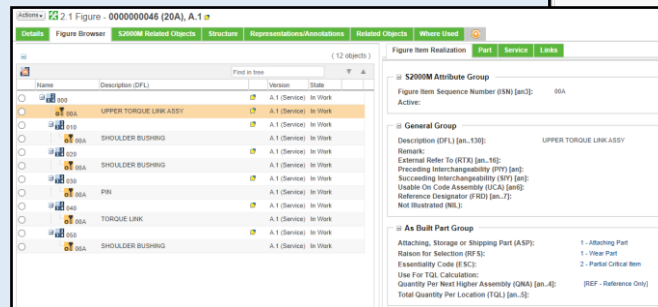 Actions 2.1 Figure - 0000000046 (20A), A.1
Details Figure Browser S2000M Related Objects Structure Representations/Annotations Related Objects Where Used
( 12 objects )
Find in tree
Name Description (DFL) Version State
000 A.1 (Service) In Work
00A UPPER TORQUE LINK ASSY A.1 (Service) In Work
010 A.1 (Service) In Work
00A SHOULDER BUSHING A.1 (Service) In Work
020 A.1 (Service) In Work
00A SHOULDER BUSHING A.1 (Service) In Work
030 A.1 (Service) In Work
00A PIN A.1 (Service) In Work
040 A.1 (Service) In Work
00A TORQUE LINK A.1 (Service) In Work
050 A.1 (Service) In Work
00A SHOULDER BUSHING A.1 (Service) In Work
Figure Item Realization Part Service Links
S2000M Attribute Group
Figure Item Sequence Number (ISN) [an3]: 00A
Active:
General Group
Description (DFL) [an..130]: UPPER TORQUE LINK ASSY
Remark:
External Refer To (RTX) [an..16]:
Preceding Interchangeability (PIY) [an]:
Succeeding Interchangeability (SIY) [an]:
Usable On Code Assembly (UCA) [an6]:
Reference Designator (FRD) [an..7]:
Not Illustrated (NIL):
As Built Part Group
Attaching, Storage or Shipping Part (ASP): 1 - Attaching Part
Raison for Selection (RFS): 1 - Wear Part
Essentiality Code (ESC): 2 - Partial Critical Item
Use For TQL Calculation:
Quantity Per Next Higher Assembly (QNA) [an..4]: [REF - Reference Only]
Total Quantity Per Location (TQL) [an..5]: